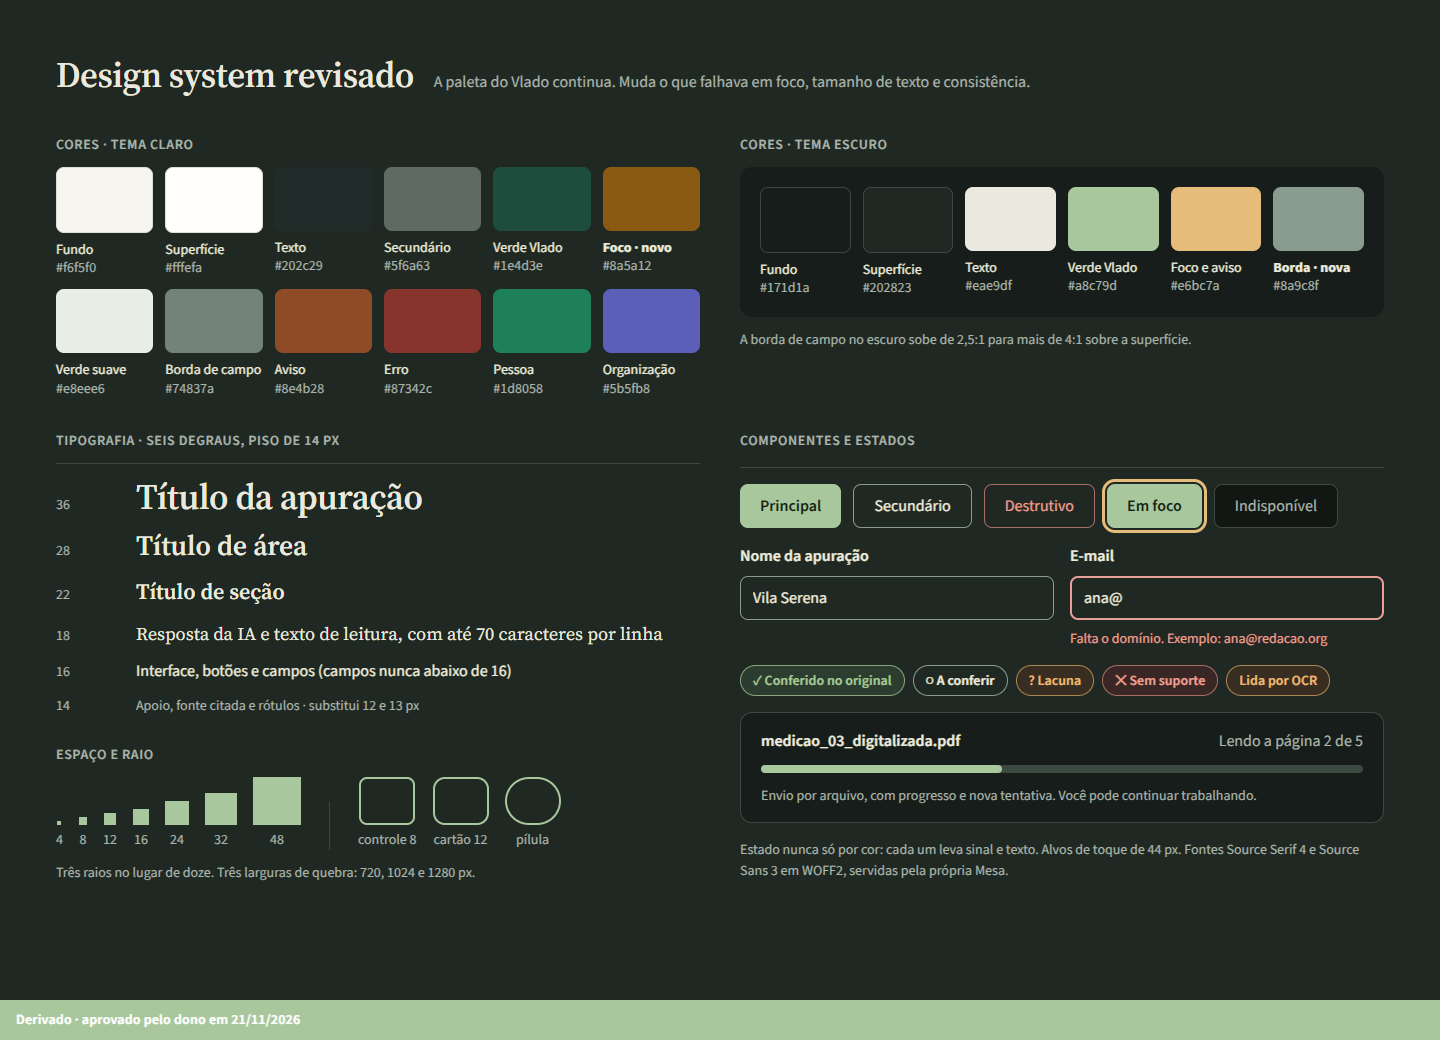 Design system revisado
A paleta do Vlado continua. Muda o que falhava em foco, tamanho de texto e consistência.
CORES · TEMA CLARO
Fundo
#f6f5f0
Superfície
#fffefa
Texto
#202c29
Secundário
#5f6a63
Verde Vlado
#1e4d3e
Foco · novo
#8a5a12
Verde suave
#e8eee6
Borda de campo
#74837a
Aviso
#8e4b28
Erro
#87342c
Pessoa
#1d8058
Organização
#5b5fb8
CORES · TEMA ESCURO
Fundo
#171d1a
Superfície
#202823
Texto
#eae9df
Verde Vlado
#a8c79d
Foco e aviso
#e6bc7a
Borda · nova
#8a9c8f
A borda de campo no escuro sobe de 2,5:1 para mais de 4:1 sobre a superfície.
TIPOGRAFIA · SEIS DEGRAUS, PISO DE 14 PX
36 Título da apuração
28 Título de área
22 Título de seção
18 Resposta da IA e texto de leitura, com até 70 caracteres por linha
16 Interface, botões e campos (campos nunca abaixo de 16)
14 Apoio, fonte citada e rótulos · substitui 12 e 13 px
ESPAÇO E RAIO
4 8 12 16 24 32 48
controle 8 cartão 12 pílula
Três raios no lugar de doze. Três larguras de quebra: 720, 1024 e 1280 px.
COMPONENTES E ESTADOS
Principal Secundário Destrutivo Em foco Indisponível
Nome da apuração
Vila Serena
E-mail
ana@
Falta o domínio. Exemplo: ana@redacao.org
✓ Conferido no original ○ A conferir ? Lacuna ✕ Sem suporte Lida por OCR
medicao_03_digitalizada.pdf Lendo a página 2 de 5
Envio por arquivo, com progresso e nova tentativa. Você pode continuar trabalhando.
Estado nunca só por cor: cada um leva sinal e texto. Alvos de toque de 44 px. Fontes Source Serif 4 e Source
Sans 3 em WOFF2, servidas pela própria Mesa.
Derivado · aprovado pelo dono em 21/11/2026